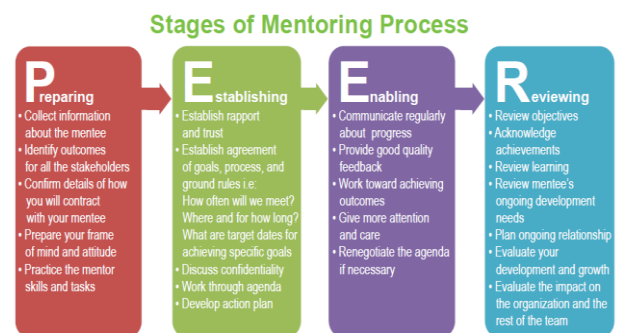 Stages of Mentoring Process
Preparing
• Collect information
about the mentee
• Identify outcomes
for all the stakeholders
• Confirm details of how
you will contract
with your mentee
• Prepare your frame
of mind and attitude
• Practice the mentor
skills and tasks
Establishing
• Establish rapport
and trust
• Establish agreement
of goals, process, and
ground rules i.e:
How often will we meet?
Where and for how long?
What are target dates for
achieving specific goals
• Discuss confidentiality
• Work through agenda
• Develop action plan
Enabling
• Communicate regularly
about progress
• Provide good quality
feedback
• Work toward achieving
outcomes
• Give more attention
and care
• Renegotiate the agenda
if necessary
Reviewing
• Review objectives
• Acknowledge
achievements
• Review learning
• Review mentee's
ongoing development
needs
• Plan ongoing relationship
• Evaluate your
development and growth
• Evaluate the impact on
the organization and the
rest of the team